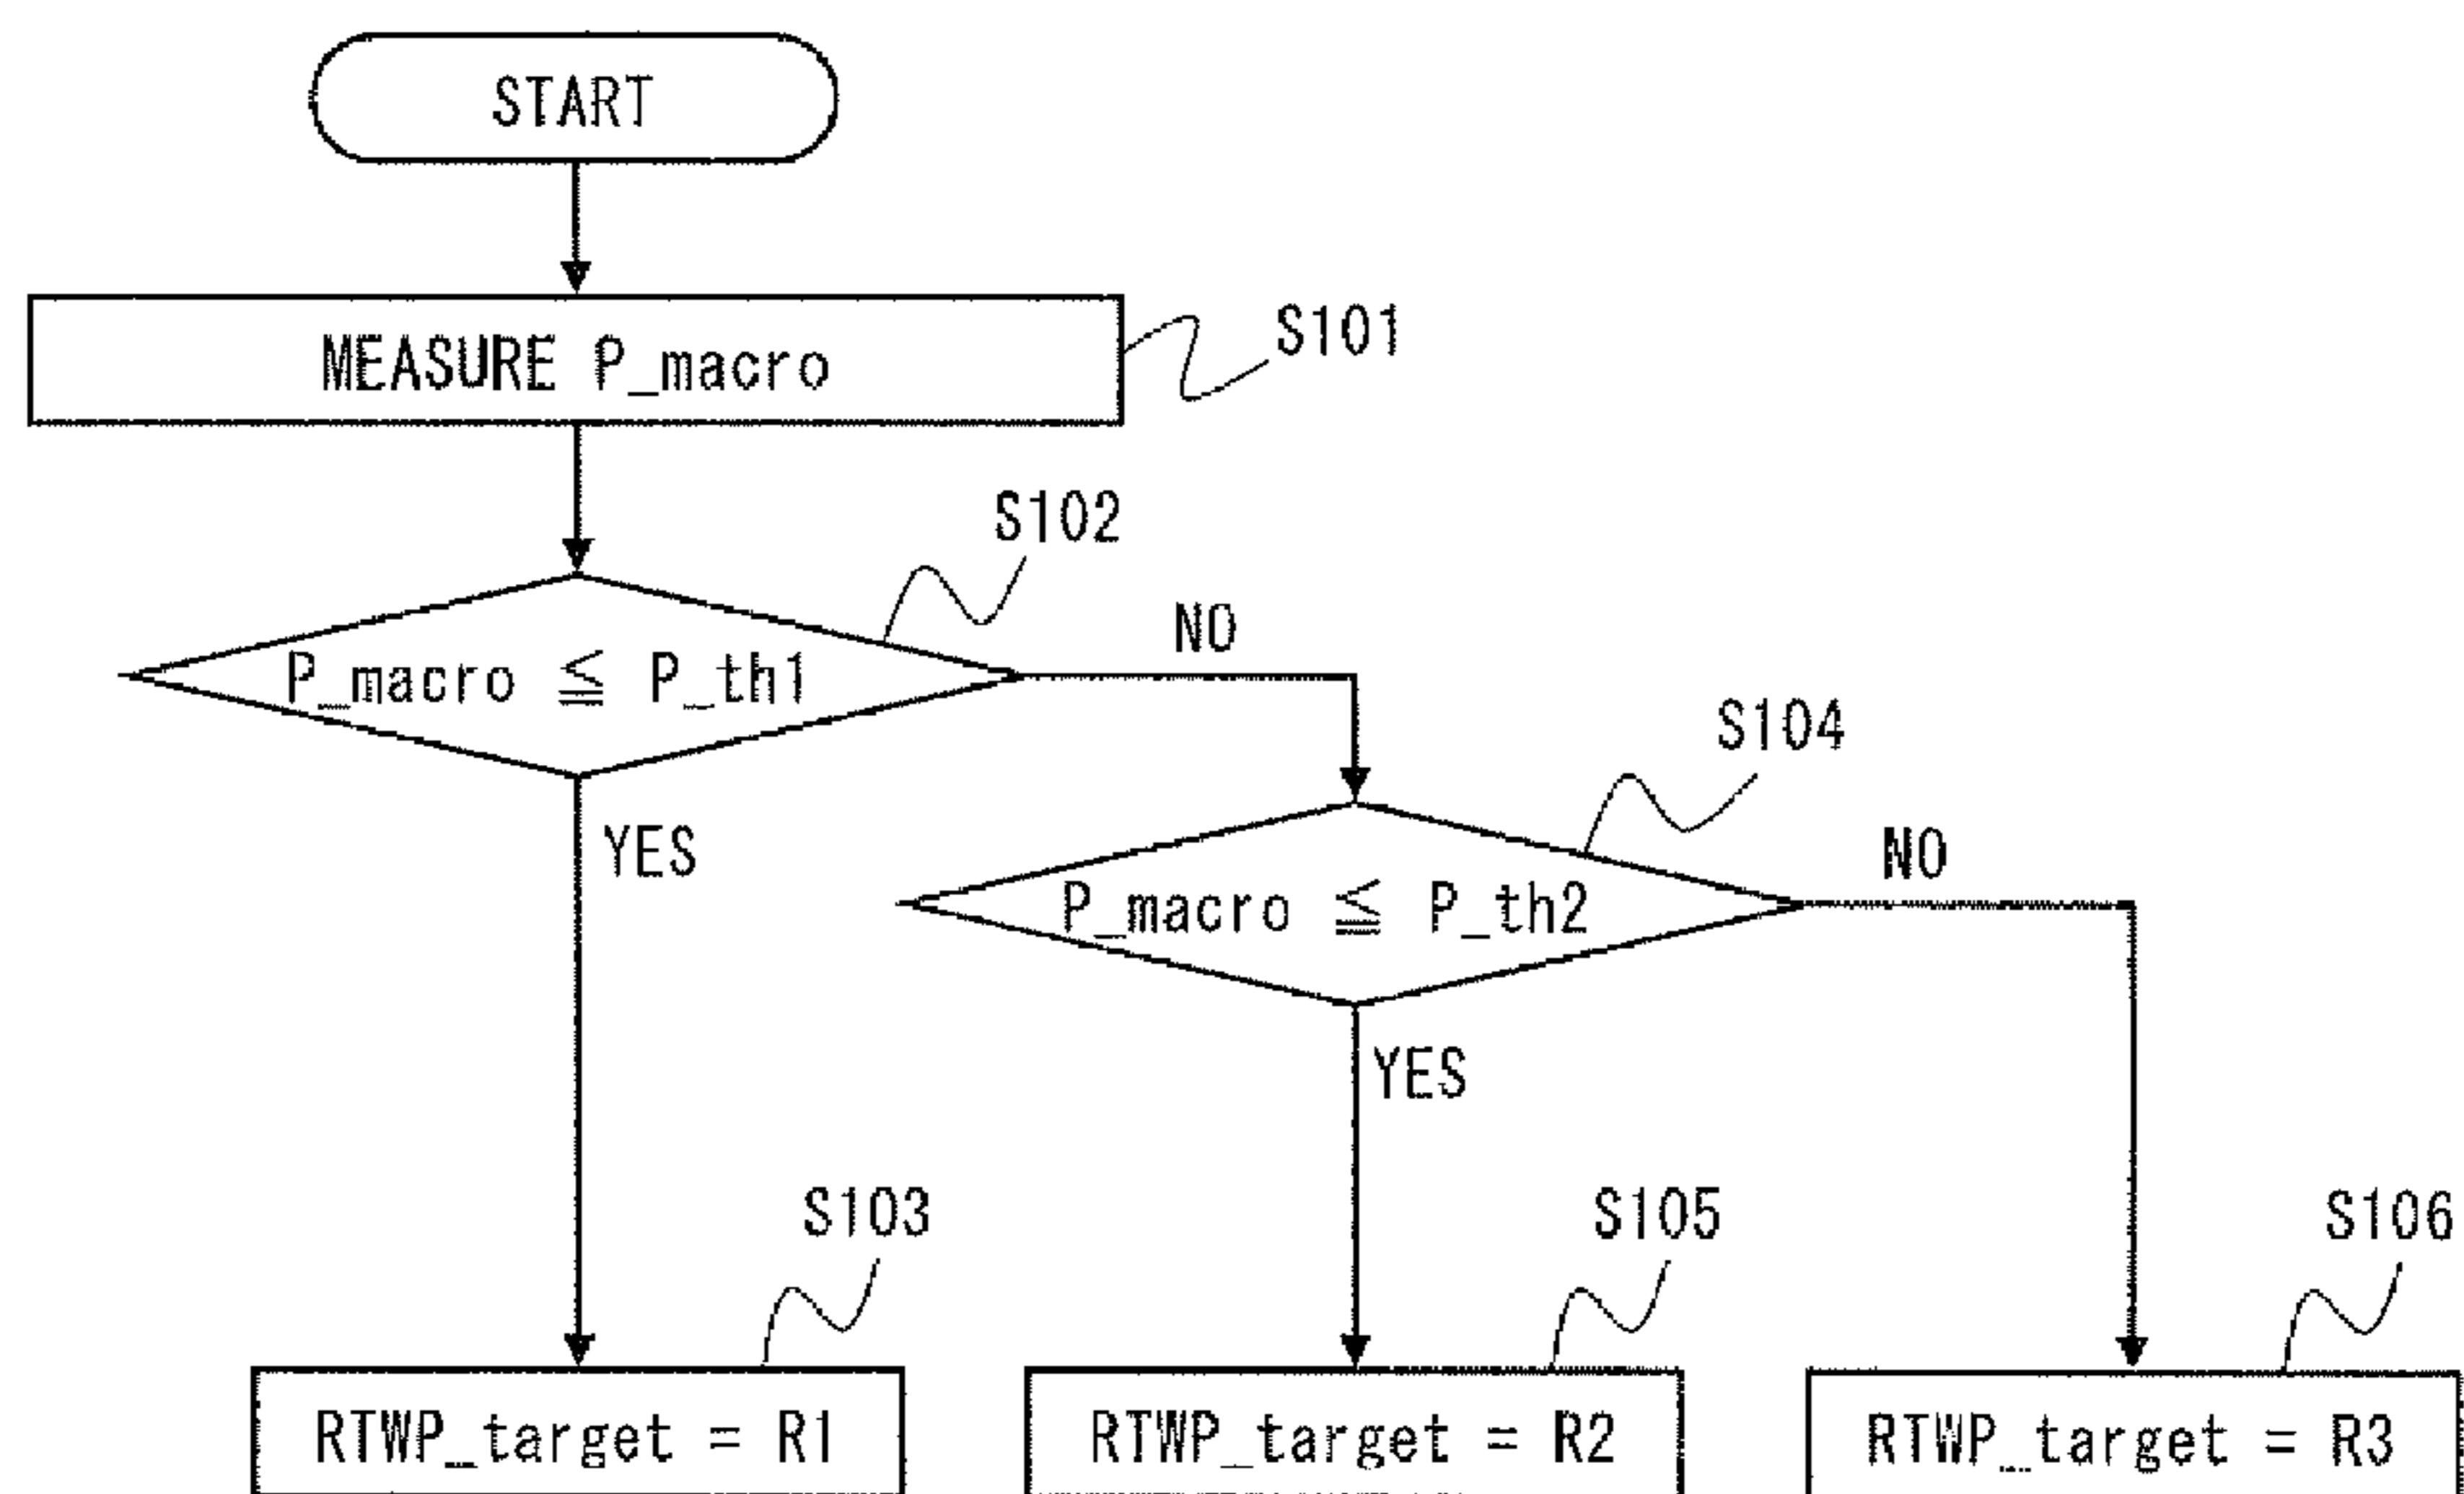 START
MEASURE P_macro
S101
S102
P_macro ≦ P_th1
NO
YES
S104
P_macro ≦ P_th2
NO
YES
S103
S105
S106
RTWP_target = R1
RTWP_target = R2
RTWP_target = R3